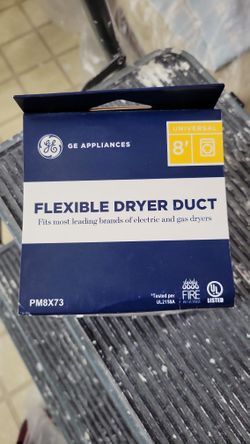 GE APPLIANCES
UNIVERSAL
8'
FLEXIBLE DRYER DUCT
Fits most leading brands of electric and gas dryers
PM8X73
*Tested per
UL2158A
FIRE
UL
LISTED